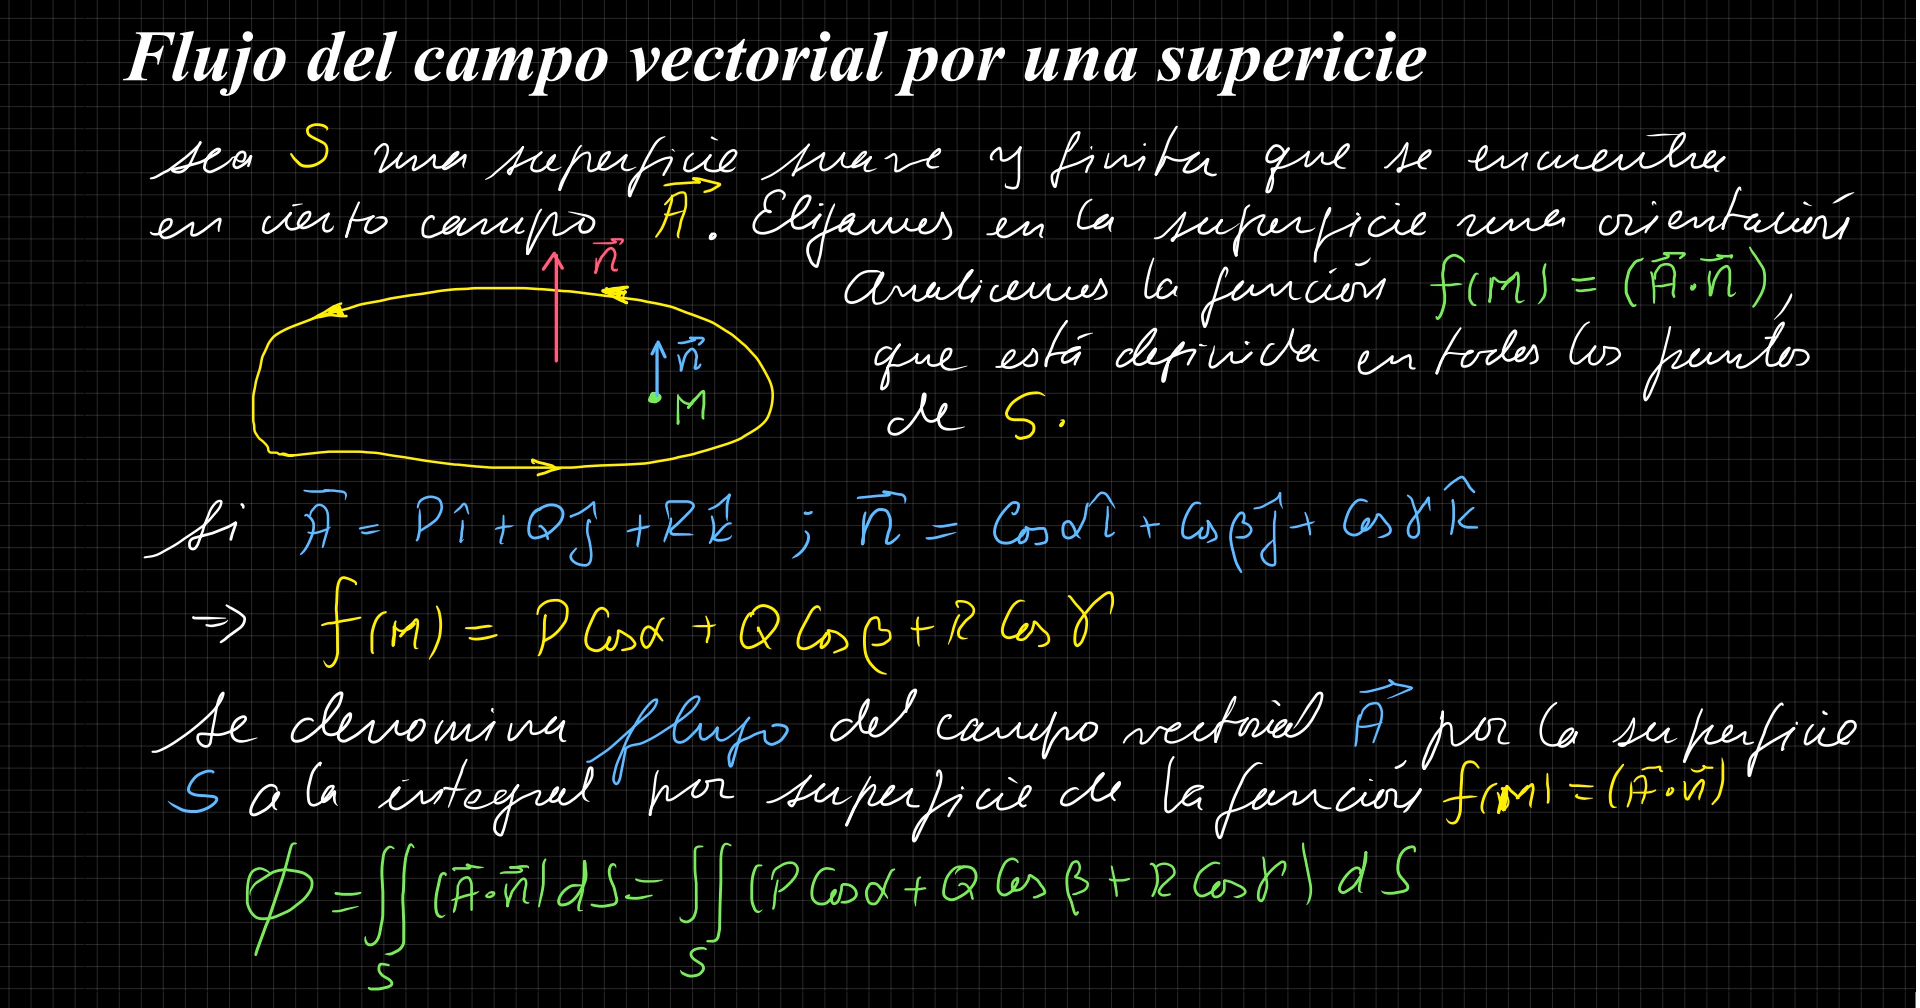 Flujo del campo vectorial por una supericie
sea S una superficie suave y finita que se encuentra
en cierto campo A⃗. Elijamos en la superficie una orientación
n⃗
Analicemos la función f(M) = (A⃗·n⃗),
n⃗
que está definida en todos los puntos
M
de S.
Si A⃗ = Pî + Qĵ + Rk̂ ; n⃗ = Cosα î + Cosβ ĵ + Cosγ k̂
⇒ f(M) = P Cosα + Q Cosβ + R Cosγ
Se denomina flujo del campo vectorial A⃗ por la superficie
S a la integral por superficie de la función f(M) = (A⃗·n⃗)
ϕ = ∬ (A⃗·n⃗) dS = ∬ (P Cosα + Q Cosβ + R Cosγ) dS
S S